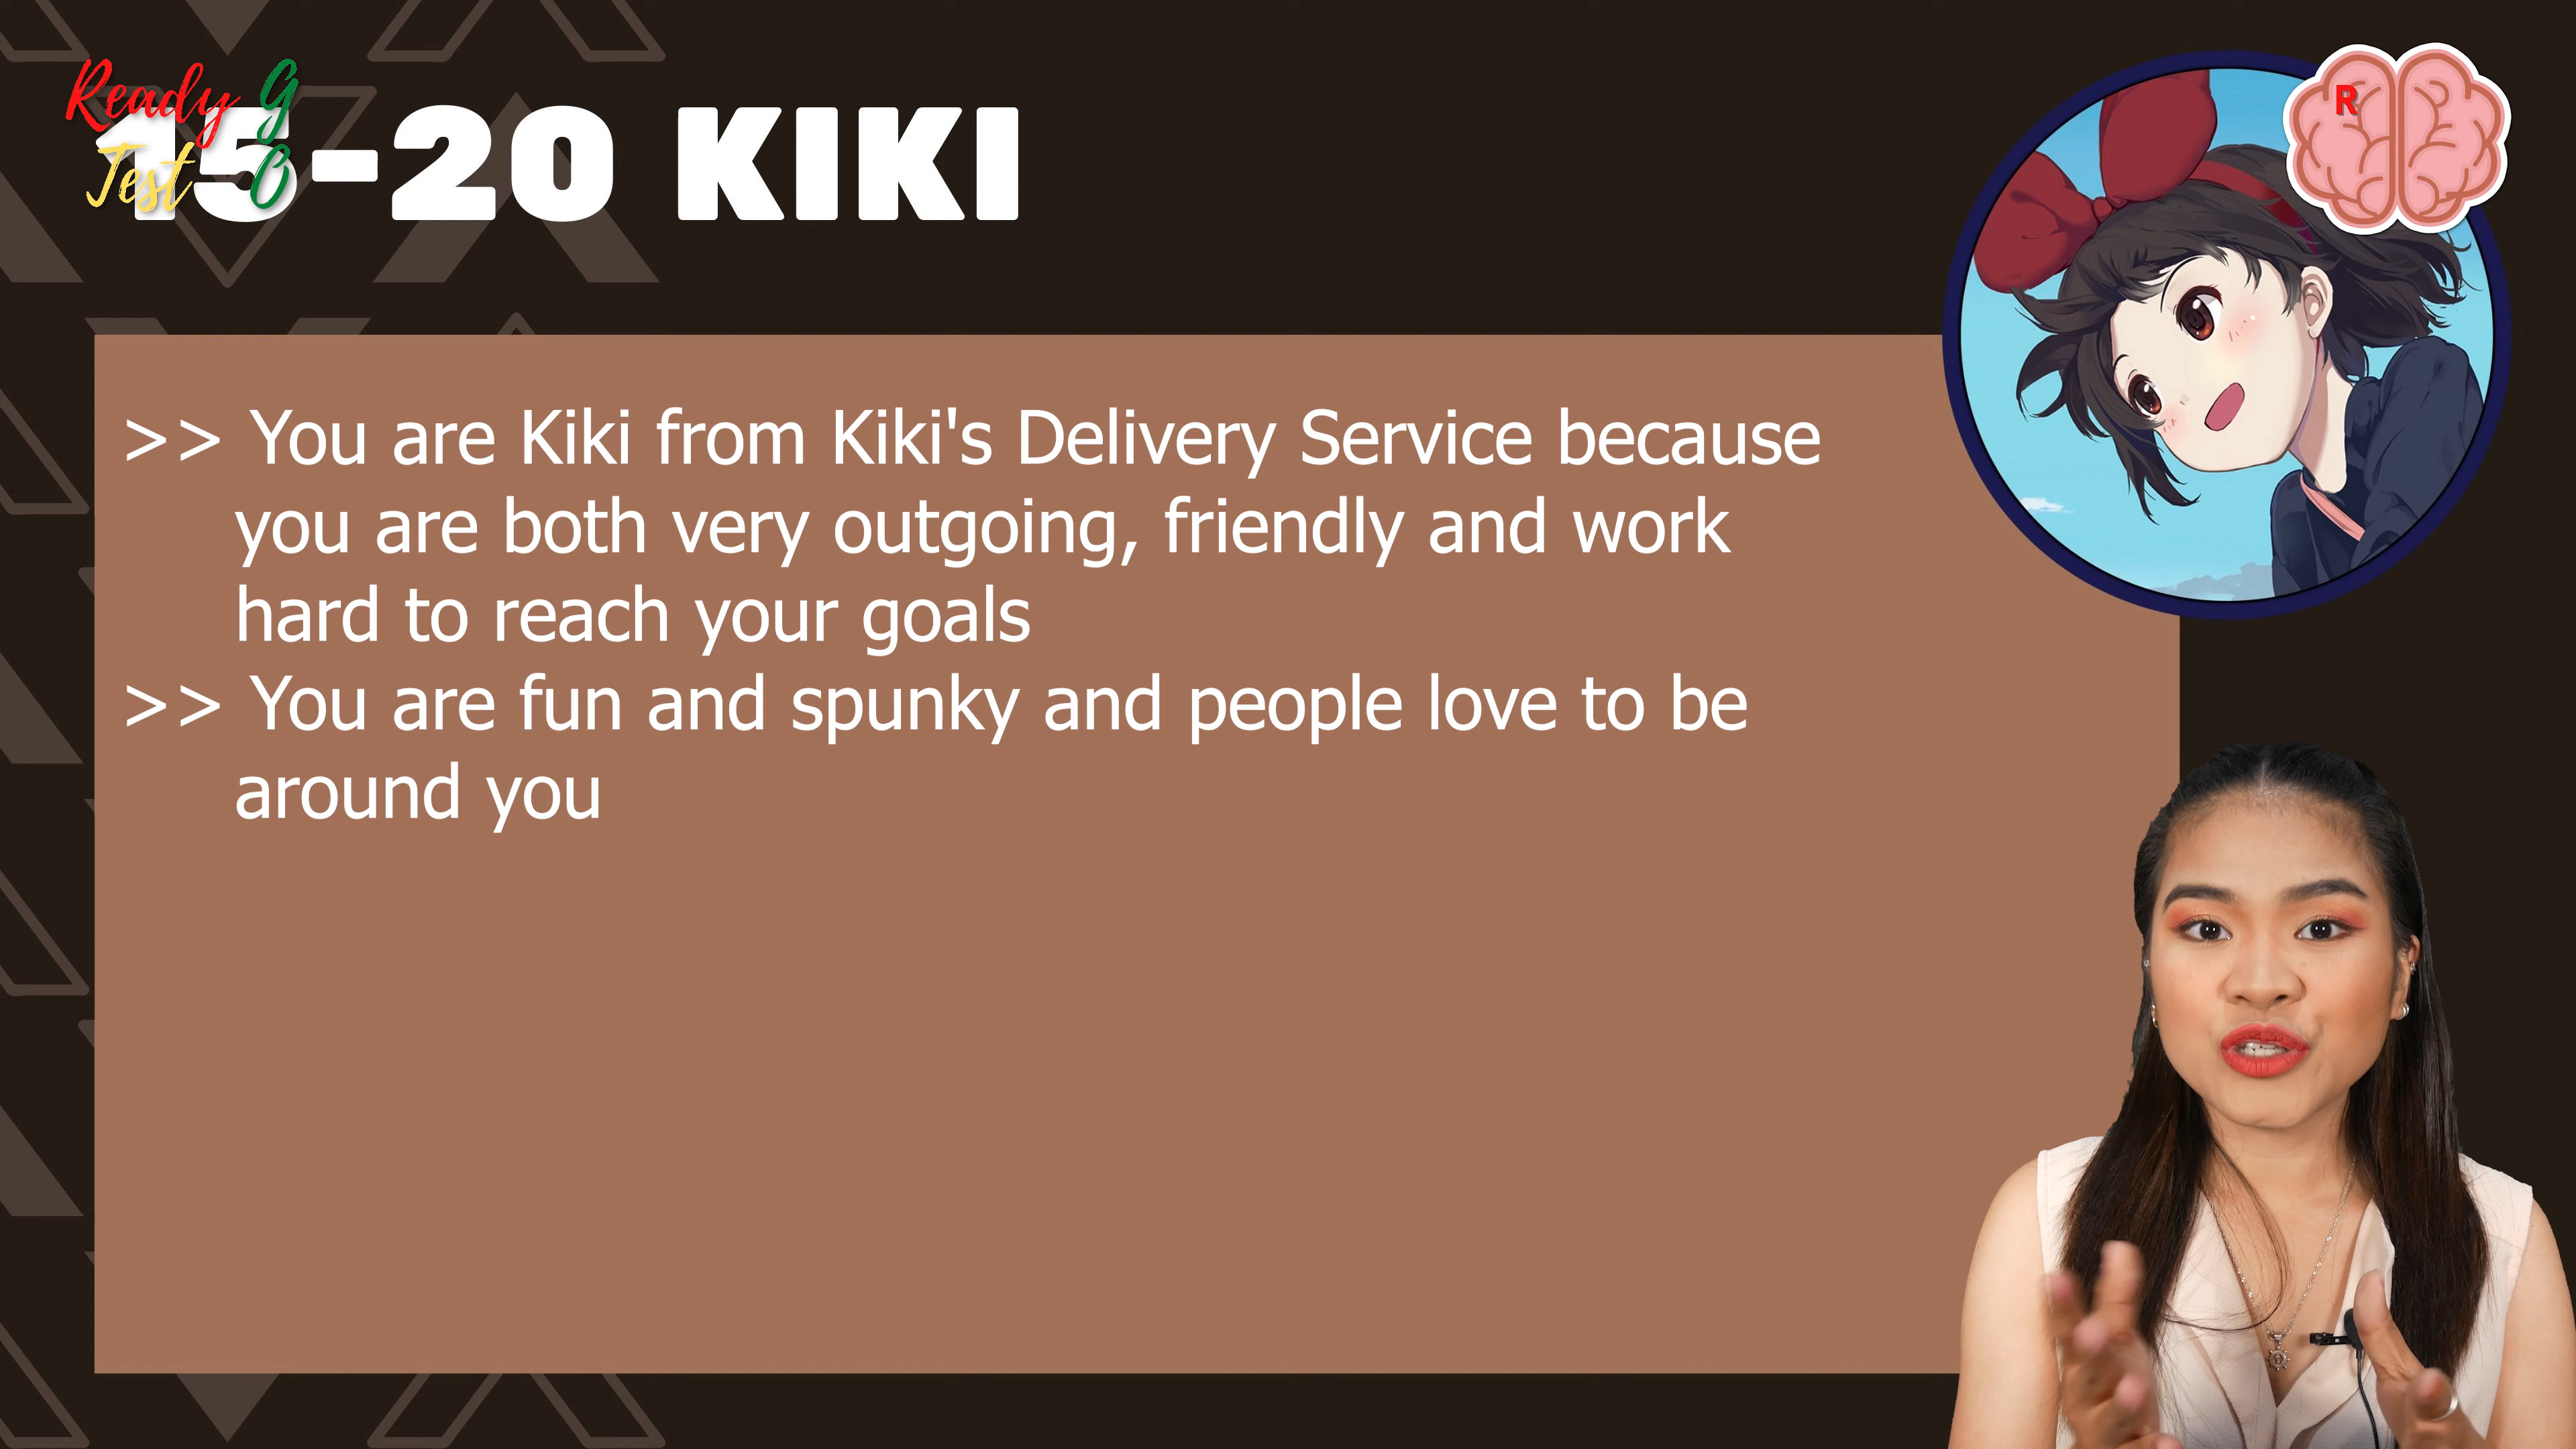 Ready GO
Test
15-20 KIKI
R
>> You are Kiki from Kiki's Delivery Service because
you are both very outgoing, friendly and work
hard to reach your goals
>> You are fun and spunky and people love to be
around you